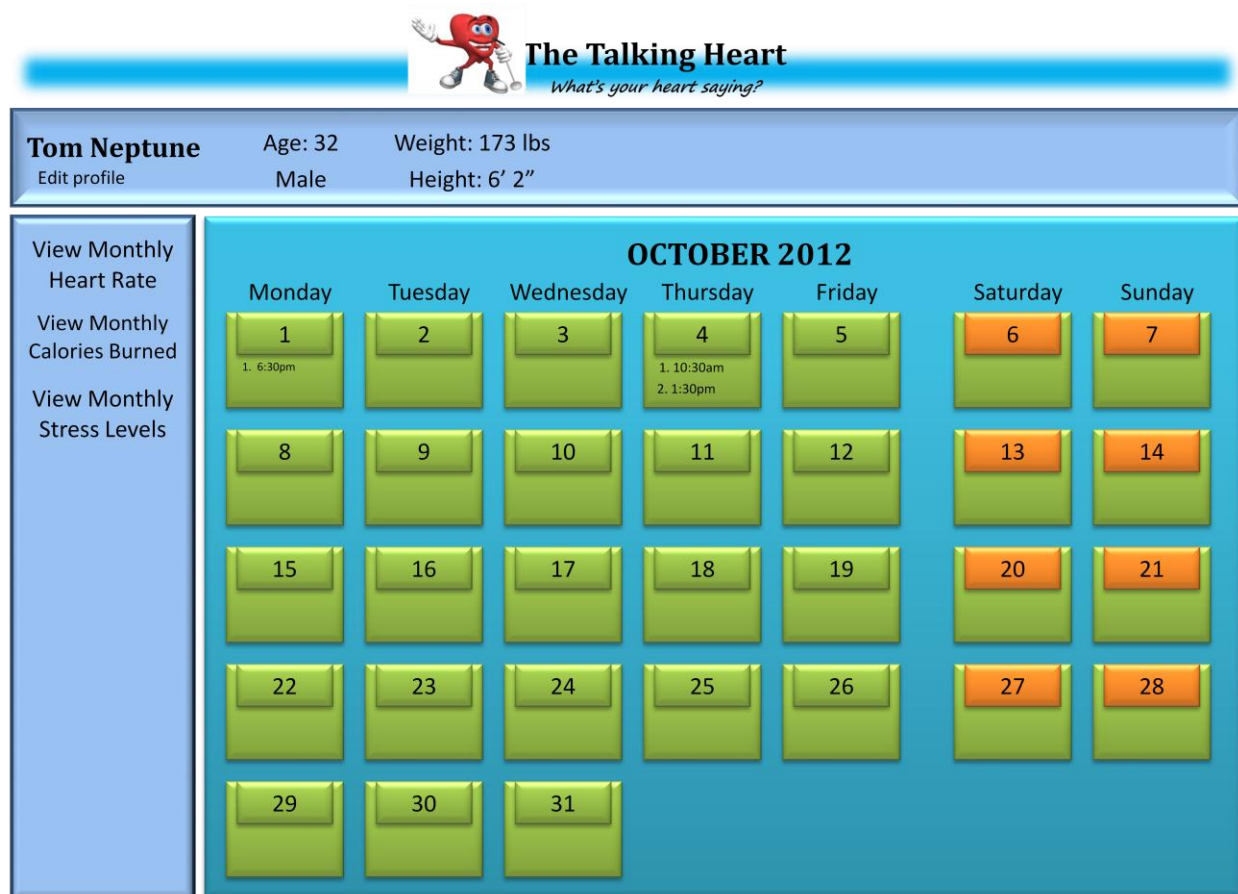 The Talking Heart
What's your heart saying?
Tom Neptune
Edit profile
Age: 32
Male
Weight: 173 lbs
Height: 6’ 2”
View Monthly
Heart Rate
View Monthly
Calories Burned
View Monthly
Stress Levels
OCTOBER 2012
Monday Tuesday Wednesday Thursday Friday Saturday Sunday
1 2 3 4 5 6 7
1. 6:30pm
1. 10:30am
2. 1:30pm
8 9 10 11 12 13 14
15 16 17 18 19 20 21
22 23 24 25 26 27 28
29 30 31